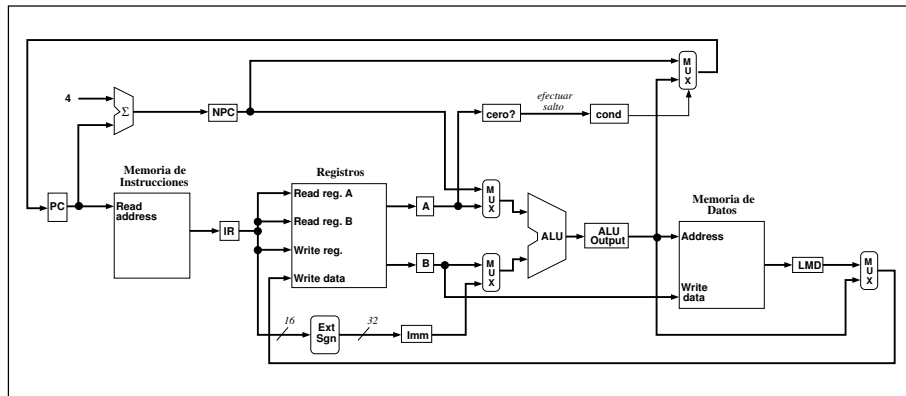 M
U
X
4
Σ
NPC
cero?
efectuar
salto
cond
Memoria de
Instrucciones
Registros
Memoria de
Datos
PC
Read
address
IR
Read reg. A
Read reg. B
Write reg.
Write data
A
B
M
U
X
M
U
X
ALU
ALU
Output
Address
Write
data
LMD
M
U
X
16
Ext
Sgn
32
Imm